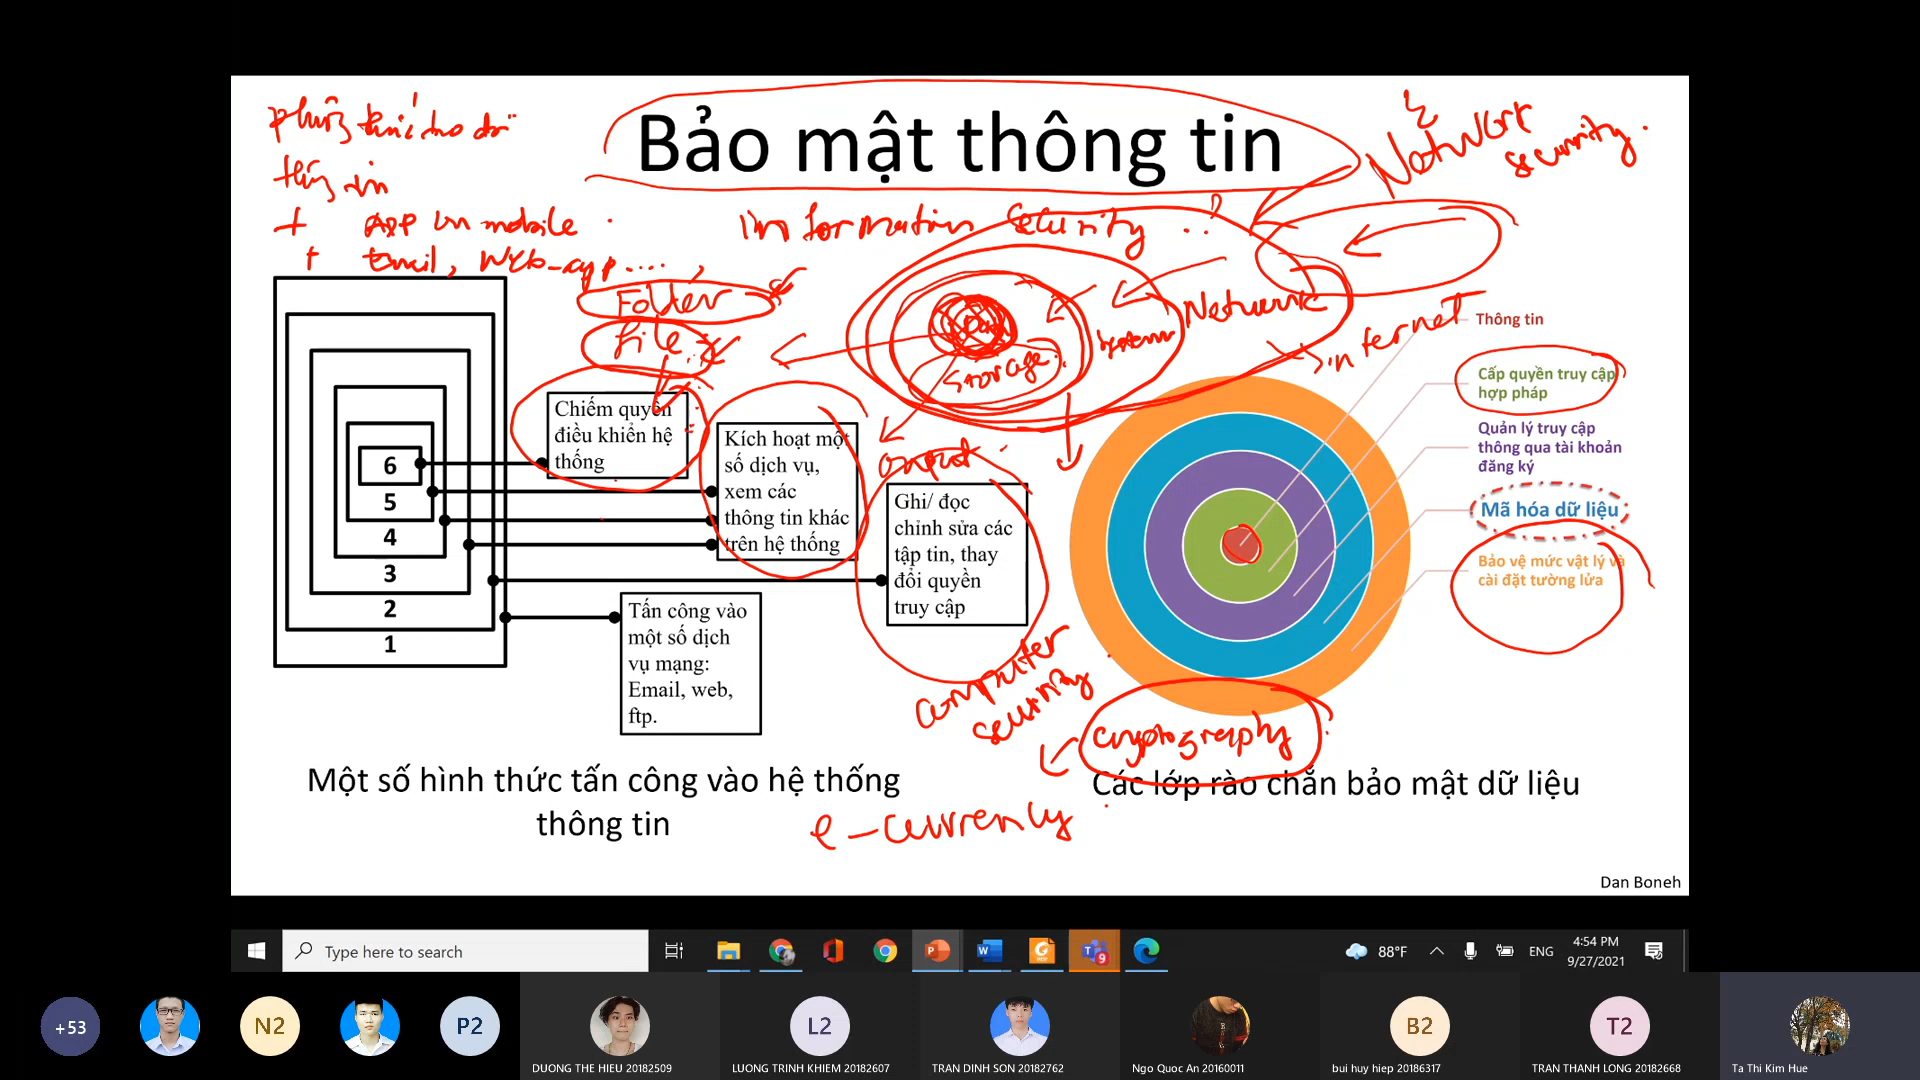 Bảo mật thông tin
Network
security.
thông tin
+ App on mobile
+ Email, Web-app....,
information security ..?
Folder
File
Data
Storage
System
Network
internet
Thông tin
Cấp quyền truy cập
hợp pháp
Quản lý truy cập
thông qua tài khoản
đăng ký
Mã hóa dữ liệu
Bảo vệ mức vật lý và
cài đặt tường lửa
Chiếm quyền
điều khiển hệ
thống
Kích hoạt một
số dịch vụ,
xem các
thông tin khác
trên hệ thống
output
Ghi/ đọc
chỉnh sửa các
tập tin, thay
đổi quyền
truy cập
6
5
4
3
2
1
Tấn công vào
một số dịch
vụ mạng:
Email, web,
ftp.
computer
security
cryptography
e-currency
Một số hình thức tấn công vào hệ thống
thông tin
Các lớp rào chắn bảo mật dữ liệu
Dan Boneh
Type here to search
88°F
ENG
4:54 PM
9/27/2021
9
+53
N2
P2
L2
B2
T2
DUONG THE HIEU 20182509
LUONG TRINH KHIEM 20182607
TRAN DINH SON 20182762
Ngo Quoc An 20160011
bui huy hiep 20186317
TRAN THANH LONG 20182668
Ta Thi Kim Hue